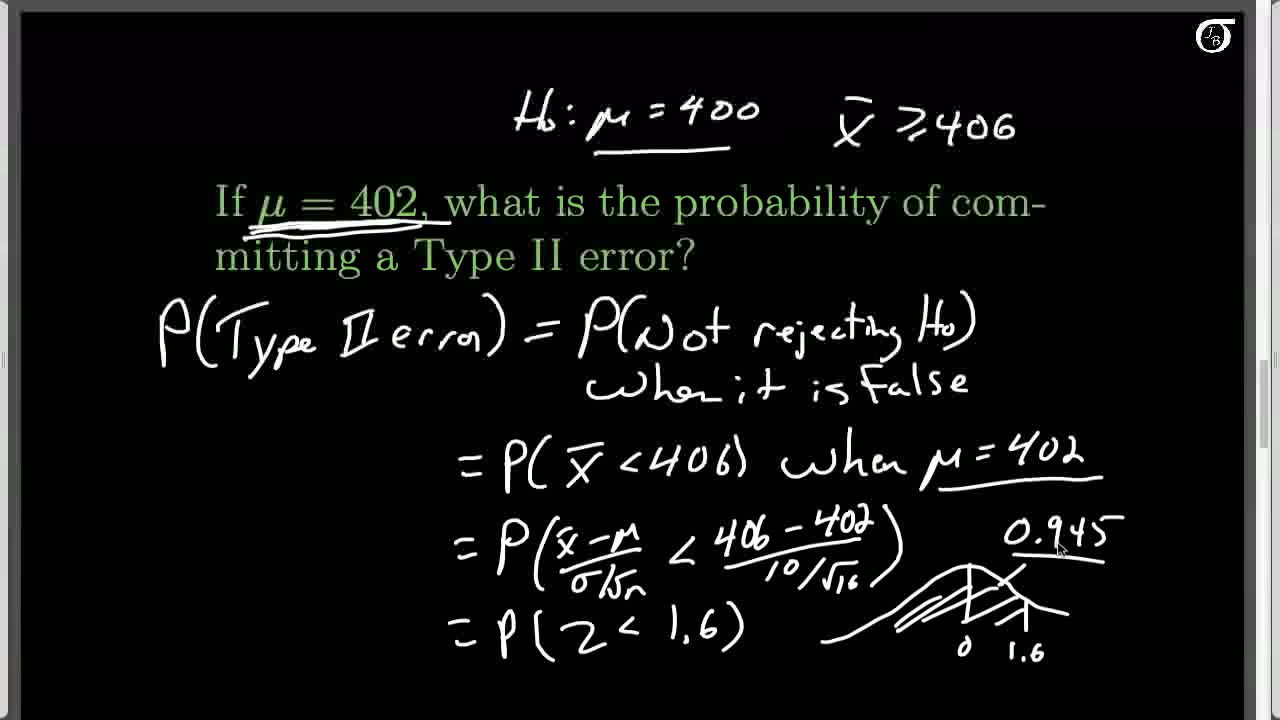 σ
JB
H₀: μ = 400 x̄ ≥ 406
If μ = 402, what is the probability of com-
mitting a Type II error?
P(Type II error) = P(Not rejecting H₀)
when it is False
= P(x̄ < 406) when μ = 402
= P(x̄ - μ / σ/√n < 406 - 402 / 10/√16) 0.945
= P(Z < 1.6) 0 1.6